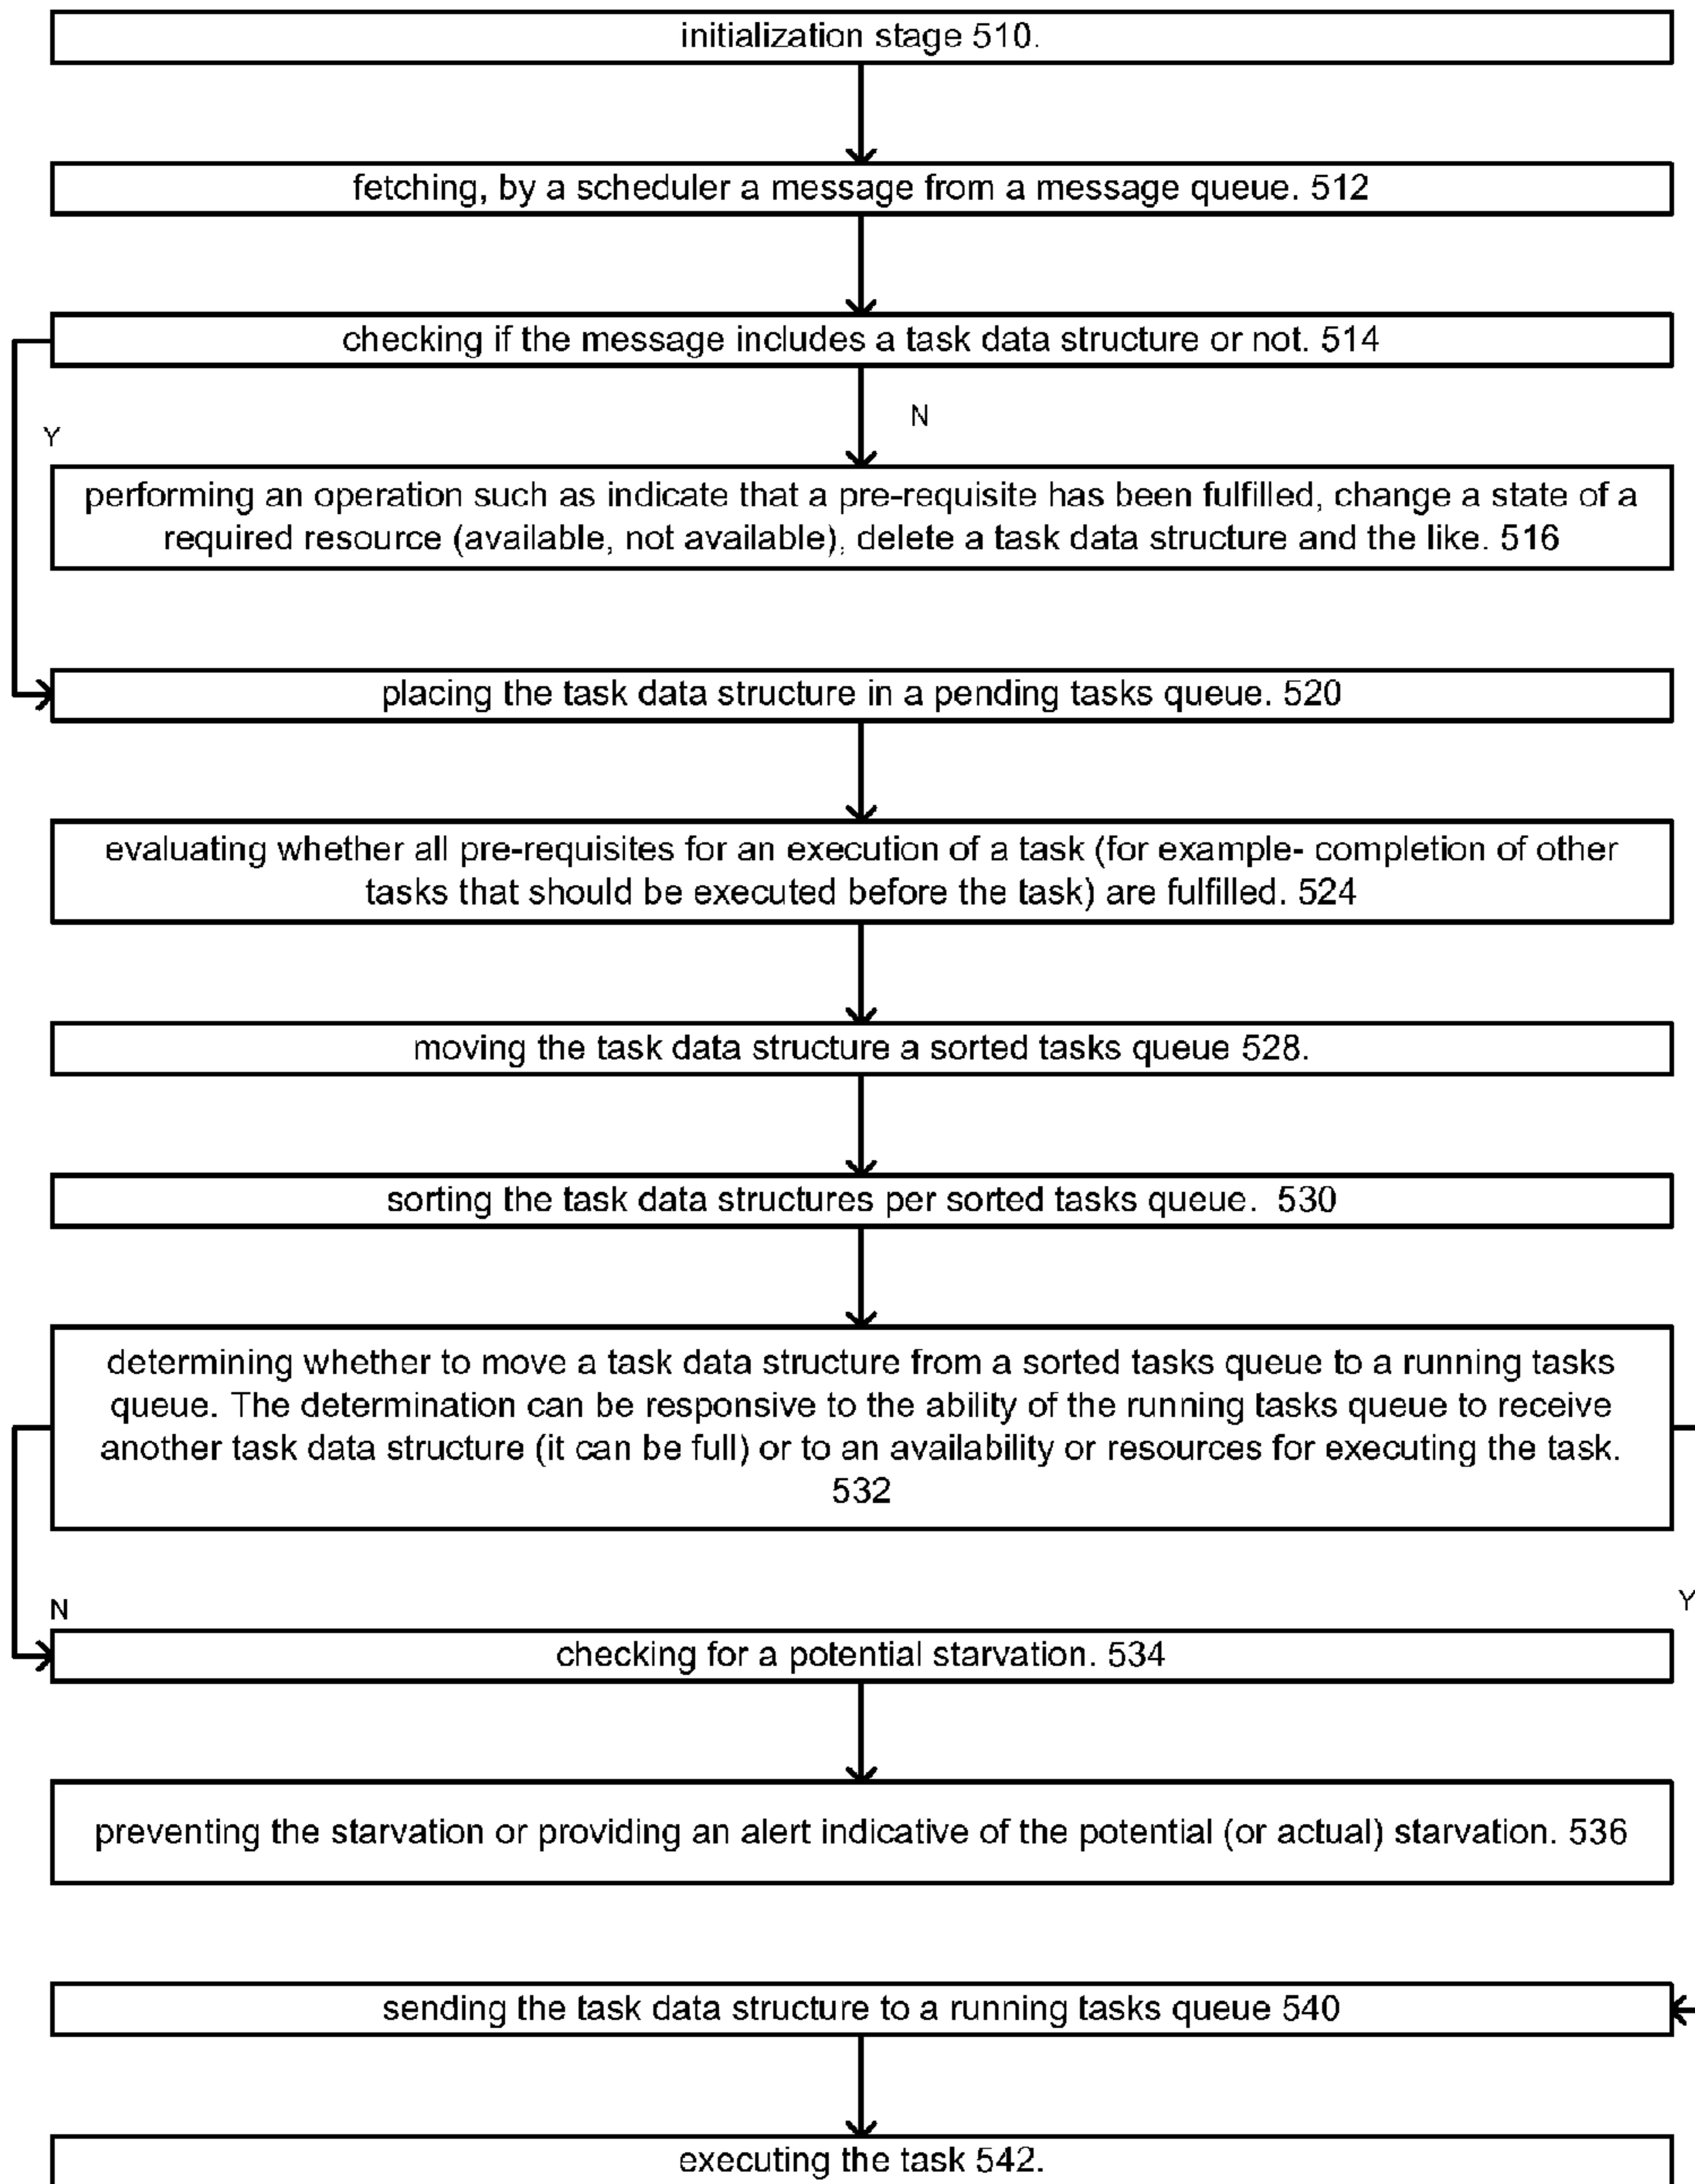 initialization stage 510.
fetching, by a scheduler a message from a message queue. 512
checking if the message includes a task data structure or not. 514
N
Y
performing an operation such as indicate that a pre-requisite has been fulfilled, change a state of a
required resource (available, not available), delete a task data structure and the like. 516
placing the task data structure in a pending tasks queue. 520
evaluating whether all pre-requisites for an execution of a task (for example- completion of other
tasks that should be executed before the task) are fulfilled. 524
moving the task data structure a sorted tasks queue 528.
sorting the task data structures per sorted tasks queue. 530
determining whether to move a task data structure from a sorted tasks queue to a running tasks
queue. The determination can be responsive to the ability of the running tasks queue to receive
another task data structure (it can be full) or to an availability or resources for executing the task.
532
N
Y
checking for a potential starvation. 534
preventing the starvation or providing an alert indicative of the potential (or actual) starvation. 536
sending the task data structure to a running tasks queue 540
executing the task 542.